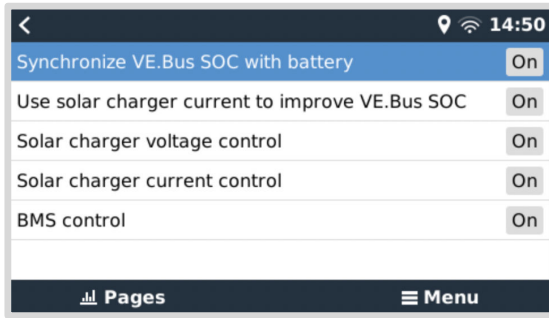 14:50
Synchronize VE.Bus SOC with battery On
Use solar charger current to improve VE.Bus SOC On
Solar charger voltage control On
Solar charger current control On
BMS control On
Pages Menu